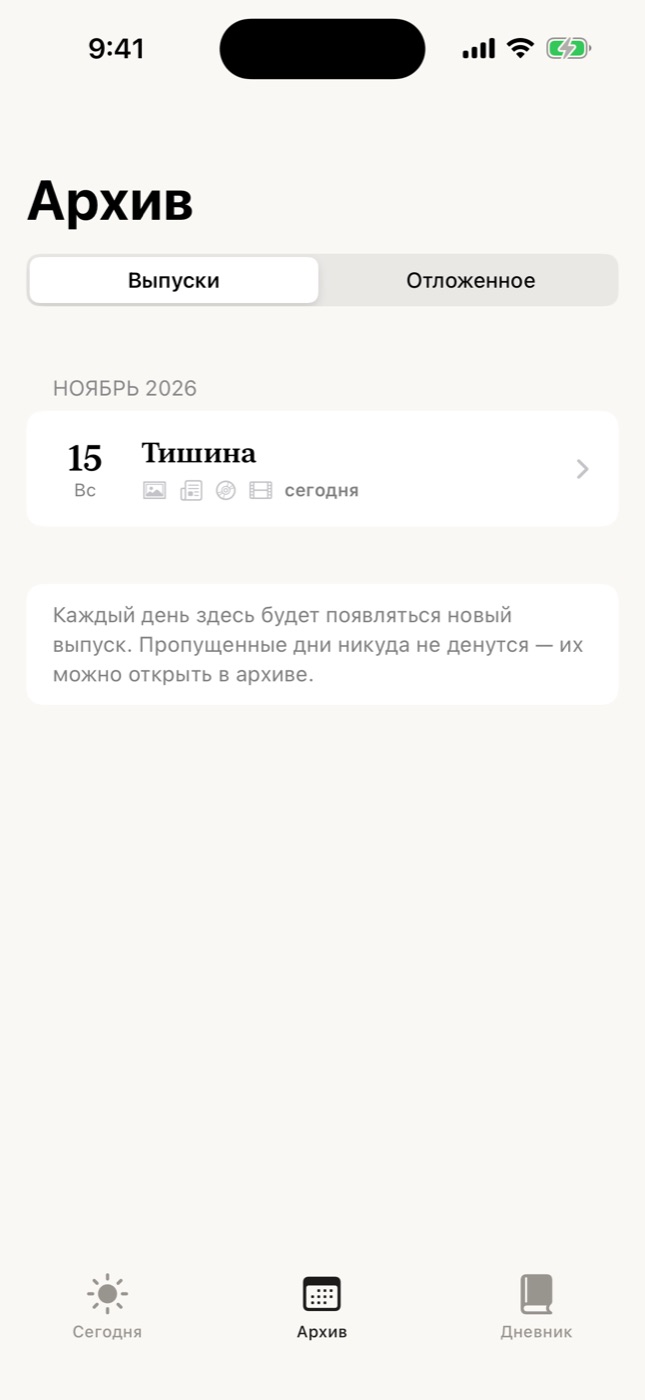 9:41
Архив
Выпуски
Отложенное
НОЯБРЬ 2026
15
Тишина
Вс
сегодня
Каждый день здесь будет появляться новый
выпуск. Пропущенные дни никуда не денутся — их
можно открыть в архиве.
Сегодня
Архив
Дневник